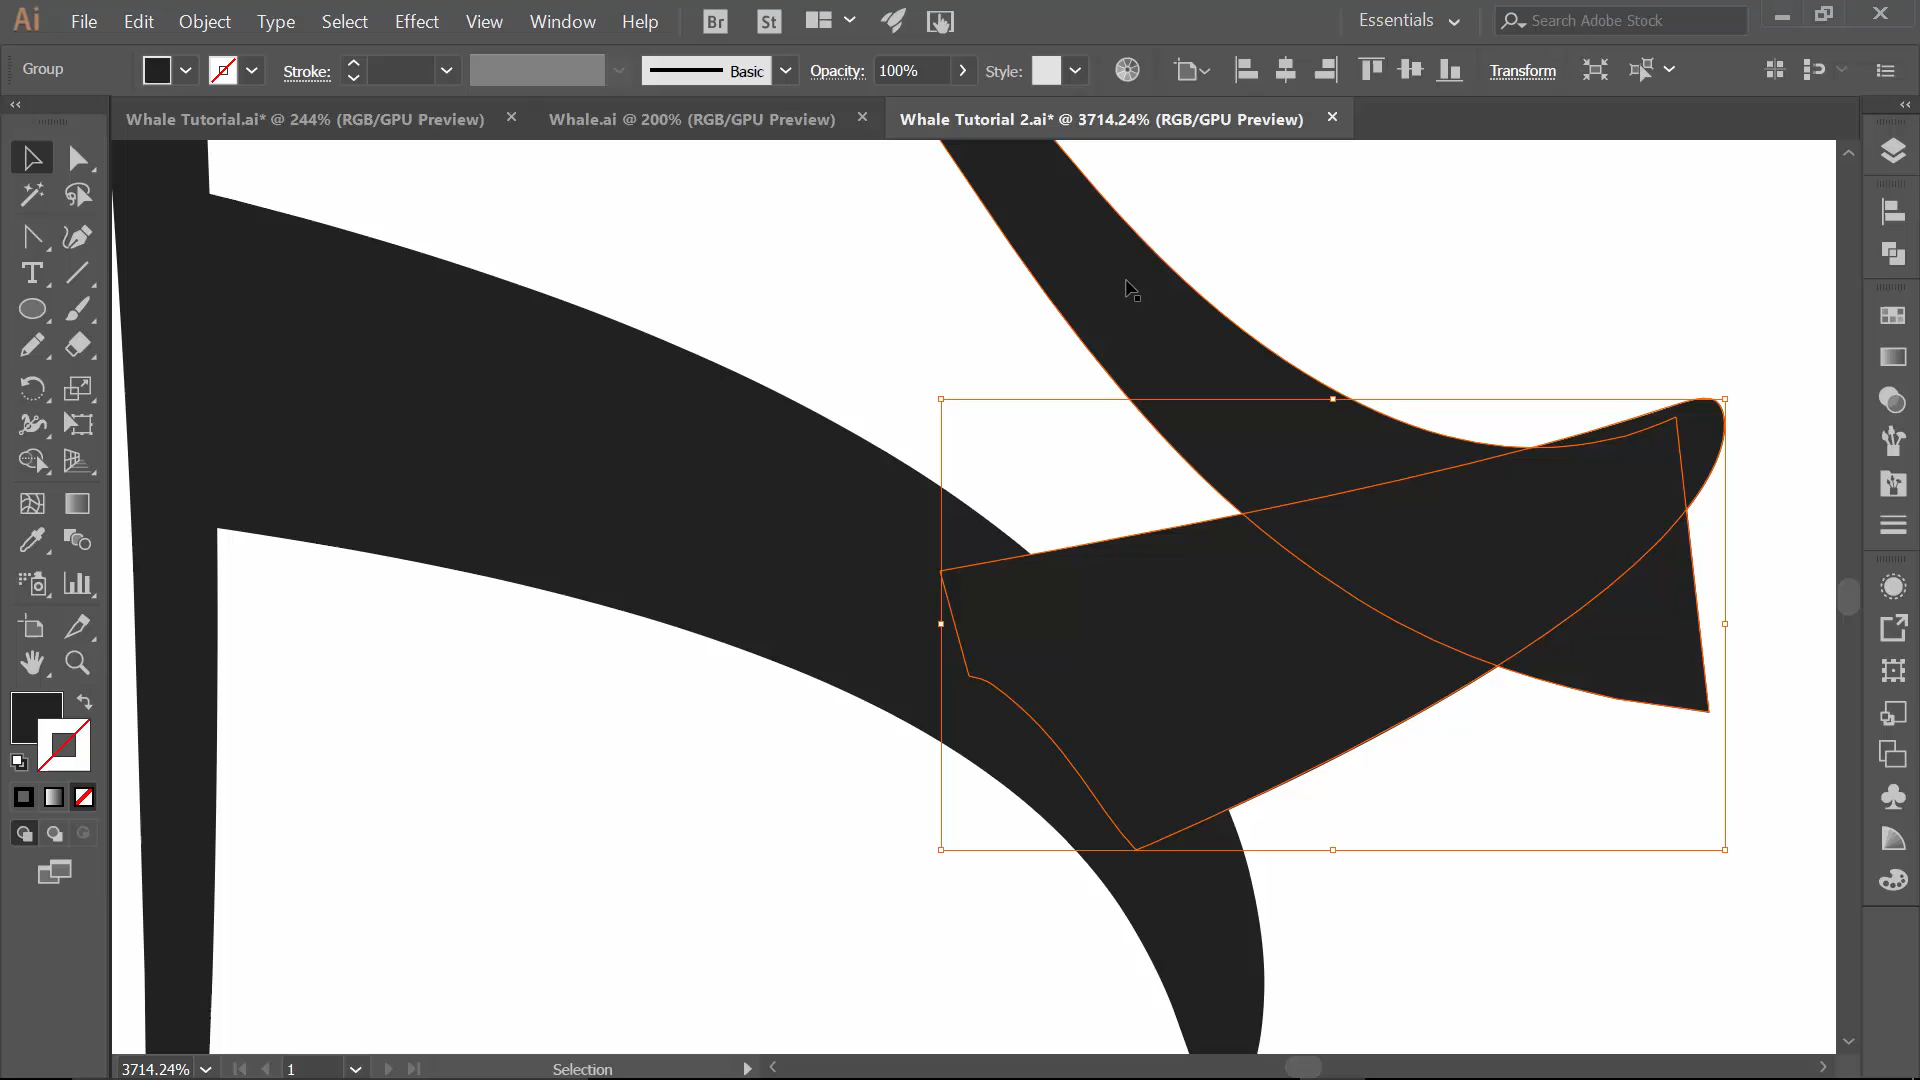 Ai File Edit Object Type Select Effect View Window Help Br St Essentials Search Adobe Stock
Group Stroke: Basic Opacity: 100% Style: Transform
Whale Tutorial.ai* @ 244% (RGB/GPU Preview) Whale.ai @ 200% (RGB/GPU Preview) Whale Tutorial 2.ai* @ 3714.24% (RGB/GPU Preview)
3714.24% 1 Selection